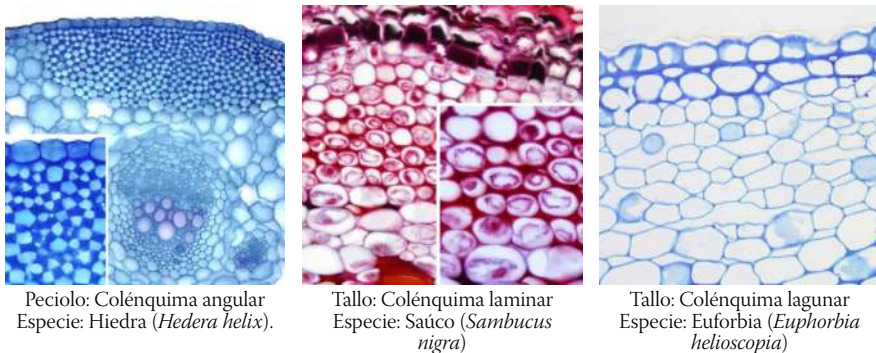 Peciolo: Colénquima angular
Especie: Hiedra (Hedera helix).
Tallo: Colénquima laminar
Especie: Saúco (Sambucus
nigra)
Tallo: Colénquima lagunar
Especie: Euforbia (Euphorbia
helioscopia)